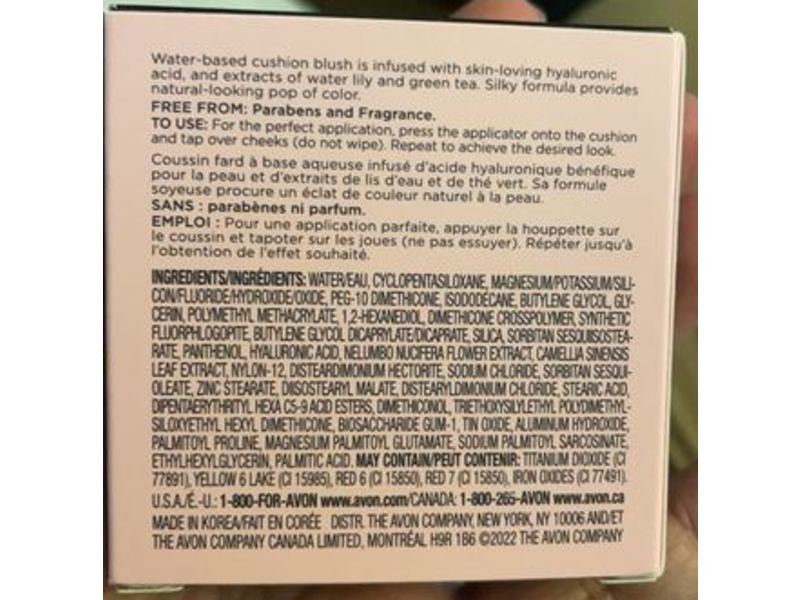 Water-based cushion blush is infused with skin-loving hyaluronic
acid, and extracts of water lily and green tea. Silky formula provides
natural-looking pop of color.
FREE FROM: Parabens and Fragrance.
TO USE: For the perfect application, press the applicator onto the cushion
and tap over cheeks (do not wipe). Repeat to achieve the desired look.
Coussin fard à base aqueuse infusé d'acide hyaluronique bénéfique
pour la peau et d'extraits de lis d'eau et de thé vert. Sa formule
soyeuse procure un éclat de couleur naturel à la peau.
SANS : parabènes ni parfum.
EMPLOI : Pour une application parfaite, appuyer la houppette sur
le coussin et tapoter sur les joues (ne pas essuyer). Répéter jusqu'à
l'obtention de l'effet souhaité.
INGREDIENTS/INGRÉDIENTS: WATER/EAU, CYCLOPENTASILOXANE, MAGNESIUM/POTASSIUM/SILI-
CON/FLUORIDE/HYDROXIDE/OXIDE, PEG-10 DIMETHICONE, ISODODÉCANE, BUTYLENE GLYCOL, GLY-
CERIN, POLYMETHYL METHACRYLATE, 1,2-HEXANEDIOL, DIMETHICONE CROSSPOLYMER, SYNTHETIC
FLUORPHLOGOPITE, BUTYLENE GLYCOL DICAPRYLATE/DICAPRATE, SILICA, SORBITAN SESQUIISOSTEA-
RATE, PANTHENOL, HYALURONIC ACID, NELUMBO NUCIFERA FLOWER EXTRACT, CAMELLIA SINENSIS
LEAF EXTRACT, NYLON-12, DISTEARDIMONIUM HECTORITE, SODIUM CHLORIDE, SORBITAN SESQUI-
OLEATE, ZINC STEARATE, DIISOSTEARYL MALATE, DISTEARYLDIMONIUM CHLORIDE, STEARIC ACID,
DIPENTAERYTHRITYL HEXA C5-9 ACID ESTERS, DIMETHICONOL, TRIETHOXYSILYLETHYL POLYDIMETHYL-
SILOXYETHYL HEXYL DIMETHICONE, BIOSACCHARIDE GUM-1, TIN OXIDE, ALUMINUM HYDROXIDE,
PALMITOYL PROLINE, MAGNESIUM PALMITOYL GLUTAMATE, SODIUM PALMITOYL SARCOSINATE,
ETHYLHEXYLGLYCERIN, PALMITIC ACID. MAY CONTAIN/PEUT CONTENIR: TITANIUM DIOXIDE (CI
77891), YELLOW 6 LAKE (CI 15985), RED 6 (CI 15850), RED 7 (CI 15850), IRON OXIDES (CI 77491).
U.S.A./É.-U.: 1-800-FOR-AVON www.avon.com/CANADA: 1-800-265-AVON www.avon.ca
MADE IN KOREA/FAIT EN CORÉE DISTR. THE AVON COMPANY, NEW YORK, NY 10006 AND/ET
THE AVON COMPANY CANADA LIMITED, MONTRÉAL H9R 1B6 ©2022 THE AVON COMPANY